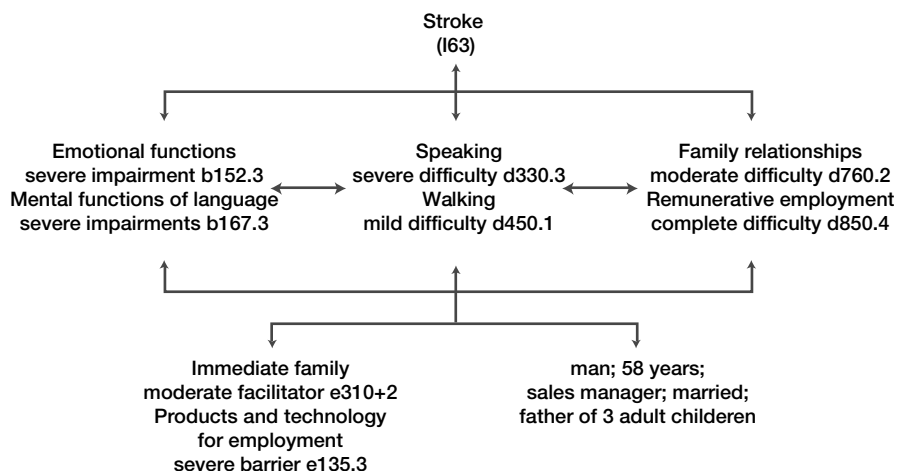 Stroke
(I63)
Emotional functions
severe impairment b152.3
Mental functions of language
severe impairments b167.3
Speaking
severe difficulty d330.3
Walking
mild difficulty d450.1
Family relationships
moderate difficulty d760.2
Remunerative employment
complete difficulty d850.4
Immediate family
moderate facilitator e310+2
Products and technology
for employment
severe barrier e135.3
man; 58 years;
sales manager; married;
father of 3 adult childeren